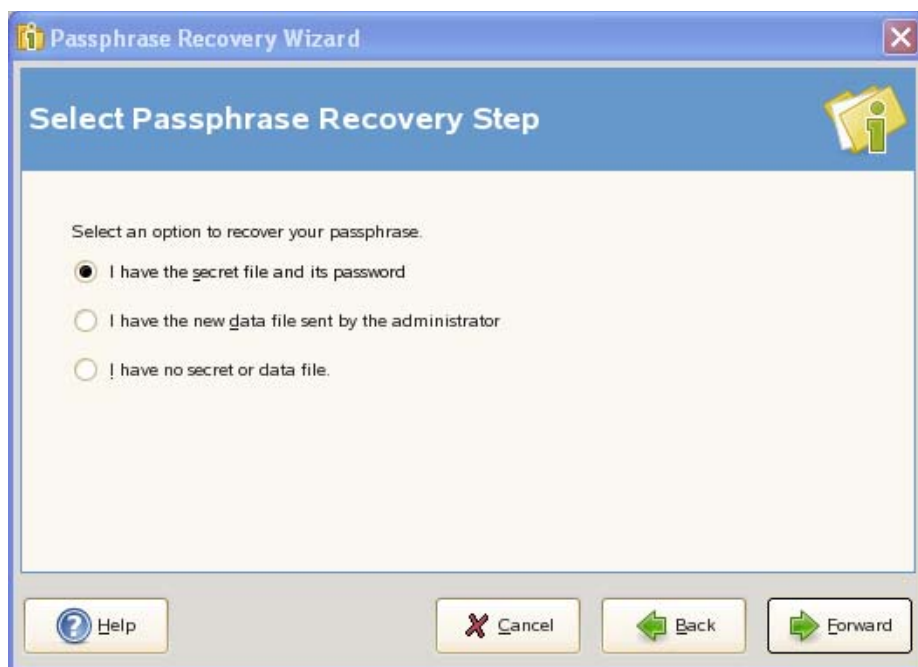 Passphrase Recovery Wizard
Select Passphrase Recovery Step
Select an option to recover your passphrase.
I have the secret file and its password
I have the new data file sent by the administrator
I have no secret or data file.
Help
Cancel
Back
Forward